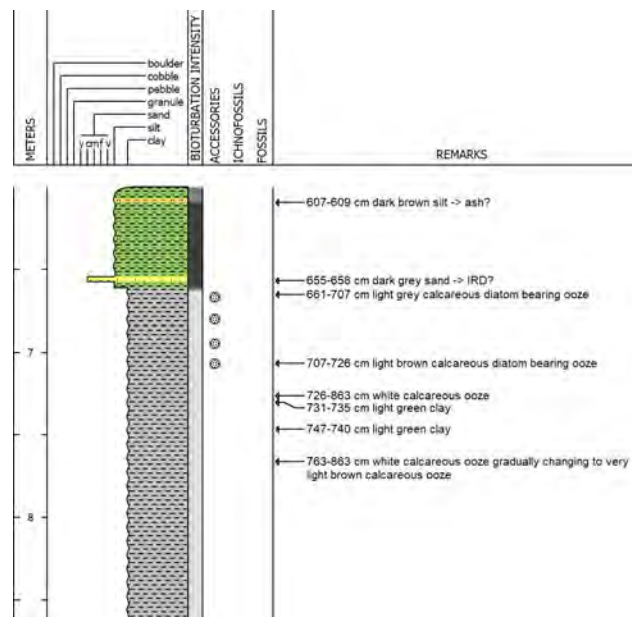 boulder
cobble
pebble
granule
sand
silt
clay
vcmfv
METERS
BIOTURBATION INTENSITY
ACCESSORIES
ICHNOFOSSILS
FOSSILS
REMARKS
607-609 cm dark brown silt -> ash?
655-658 cm dark grey sand -> IRD?
661-707 cm light grey calcareous diatom bearing ooze
7
707-726 cm light brown calcareous diatom bearing ooze
726-863 cm white calcareous ooze
731-735 cm light green clay
747-740 cm light green clay
763-863 cm white calcareous ooze gradually changing to very
light brown calcareous ooze
8